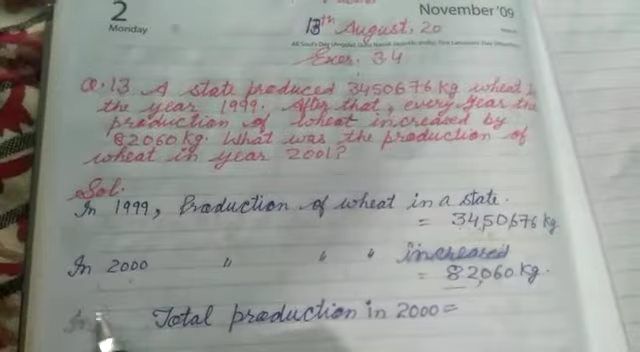 2
Monday
November '09
13th August, 20
Exer. 3.4
Q.13 A state produced 3450676 kg wheat
the year 1999. After that, every year the
production of wheat increased by
82060 kg. What was the production of
wheat in year 2001?
Sol.
In 1999, Production of wheat in a state.
= 34,50,676 kg
In 2000 " " " increased
= 82,060 kg.
Total production in 2000 =